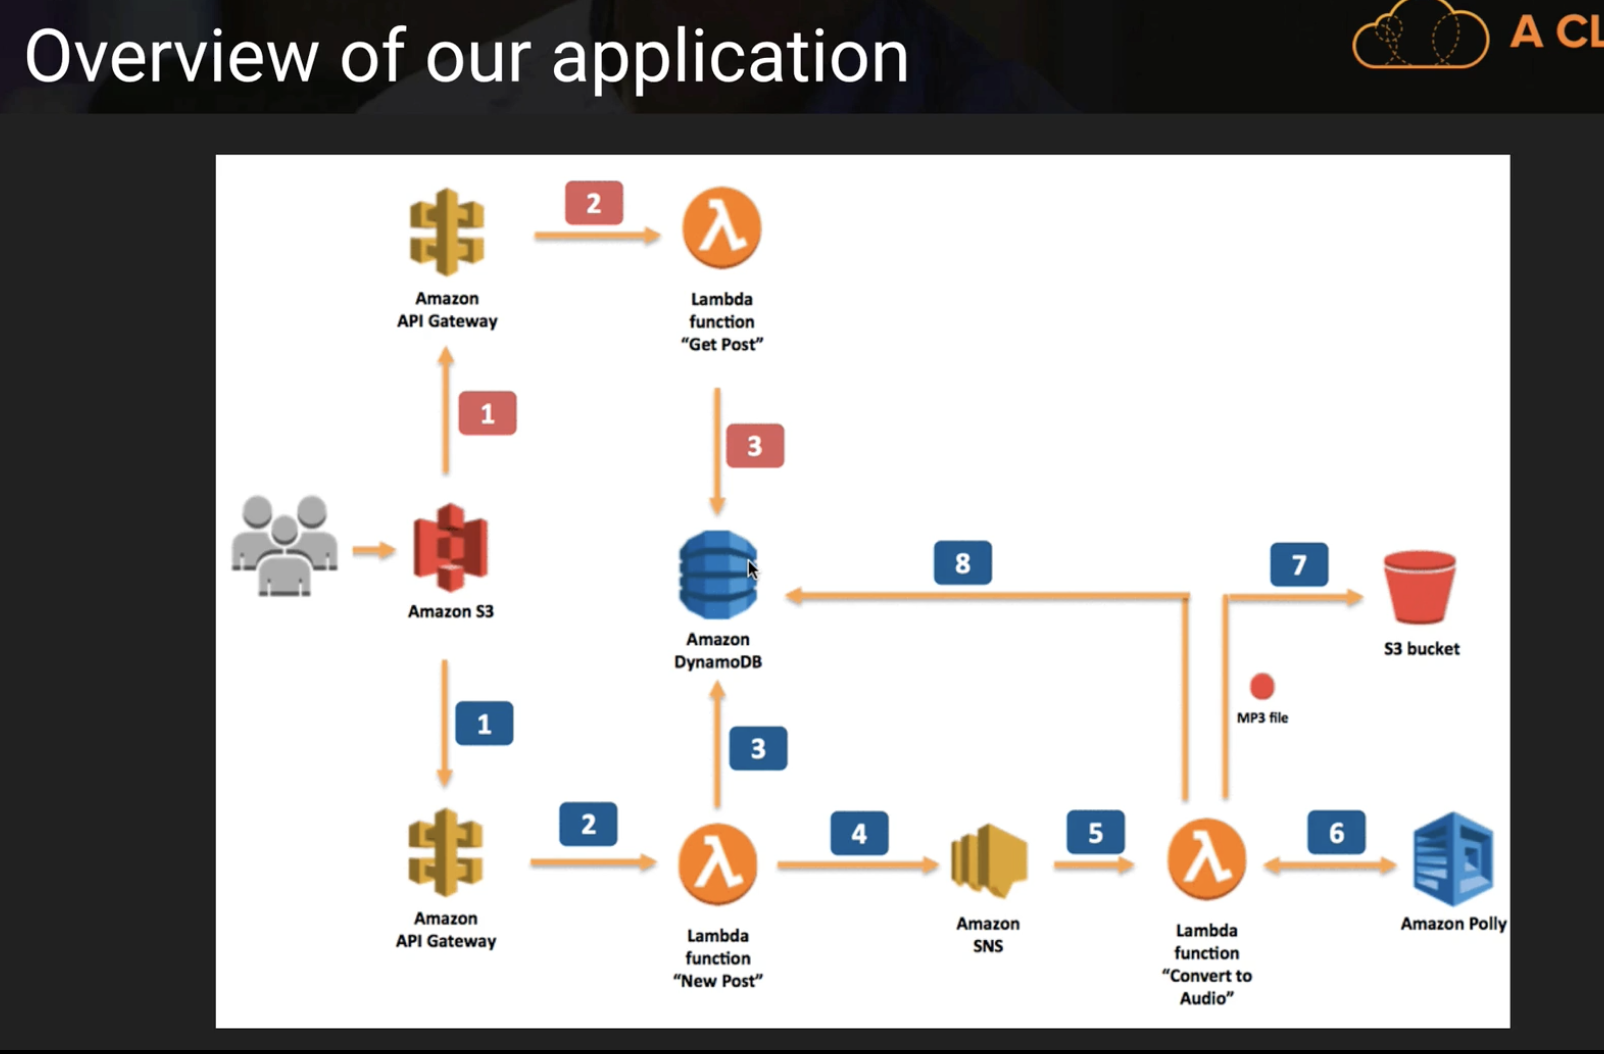 Overview of our application
A CL
2
Amazon
API Gateway
Lambda
function
“Get Post”
1
3
Amazon S3
Amazon
DynamoDB
8
7
S3 bucket
MP3 file
1
3
2
4
5
6
Amazon
API Gateway
Lambda
function
“New Post”
Amazon
SNS
Lambda
function
“Convert to
Audio”
Amazon Polly